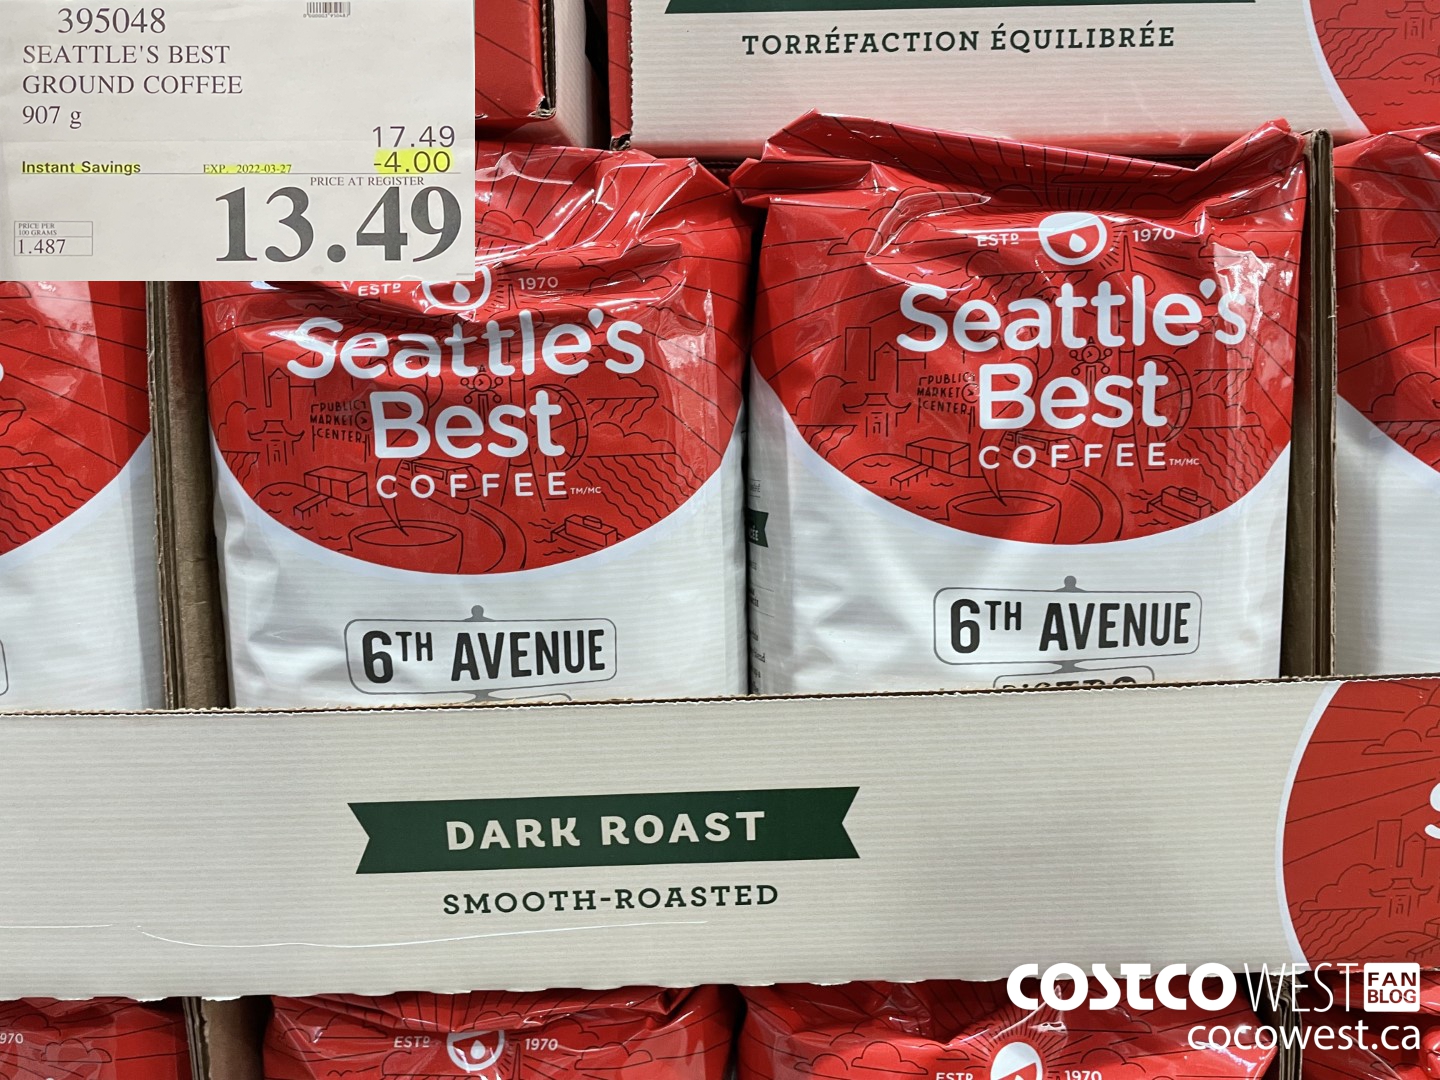 395048
SEATTLE'S BEST
GROUND COFFEE
907 g
17.49
Instant Savings EXP. 2022-03-27 -4.00
PRICE AT REGISTER
13.49
PRICE PER
100 GRAMS
1.487
TORRÉFACTION ÉQUILIBRÉE
ESTD 1970
Seattle's
Best
COFFEE TM/MC
PUBLIC
MARKET
CENTER
6TH AVENUE
ESTD 1970
Seattle's
Best
COFFEE TM/MC
PUBLIC
MARKET
CENTER
6TH AVENUE
BISTRO
DARK ROAST
SMOOTH-ROASTED
S
COSTCO WEST FAN
BLOG
cocowest.ca
970
ESTD 1970
ESTD 1970